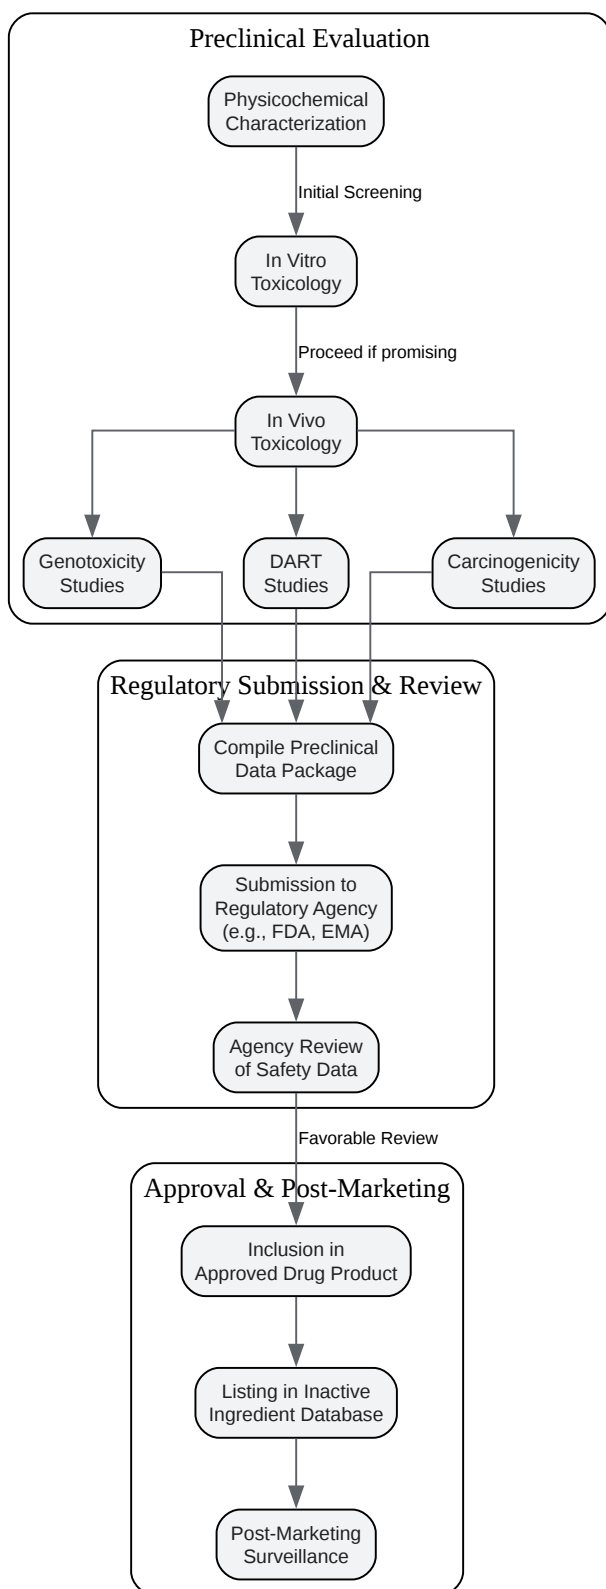 Preclinical Evaluation
Physicochemical
Characterization
Initial Screening
In Vitro
Toxicology
Proceed if promising
In Vivo
Toxicology
Genotoxicity
Studies
DART
Studies
Carcinogenicity
Studies
Regulatory Submission & Review
Compile Preclinical
Data Package
Submission to
Regulatory Agency
(e.g., FDA, EMA)
Agency Review
of Safety Data
Favorable Review
Approval & Post-Marketing
Inclusion in
Approved Drug Product
Listing in Inactive
Ingredient Database
Post-Marketing
Surveillance